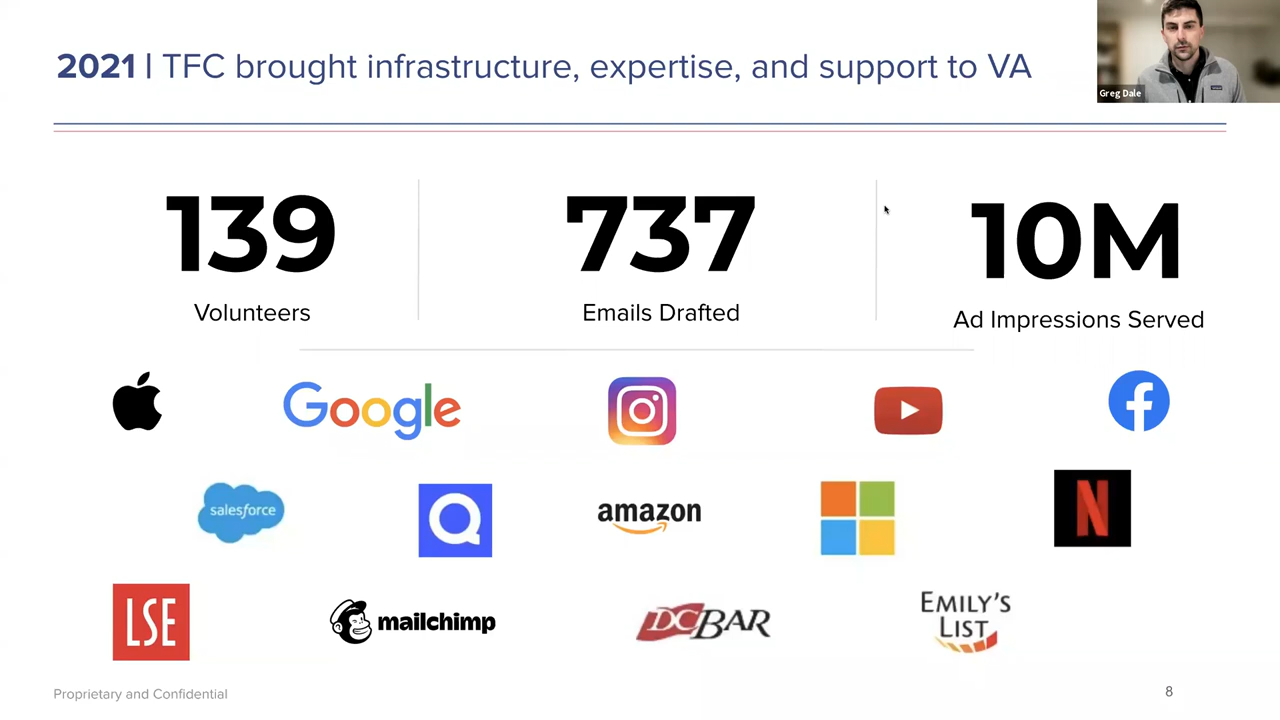 2021 | TFC brought infrastructure, expertise, and support to VA
Greg Dale
139
737
10M
Volunteers
Emails Drafted
Ad Impressions Served
Google
salesforce
Q
amazon
N
LSE
mailchimp
DCBAR
EMILY'S
LIST
Proprietary and Confidential
8